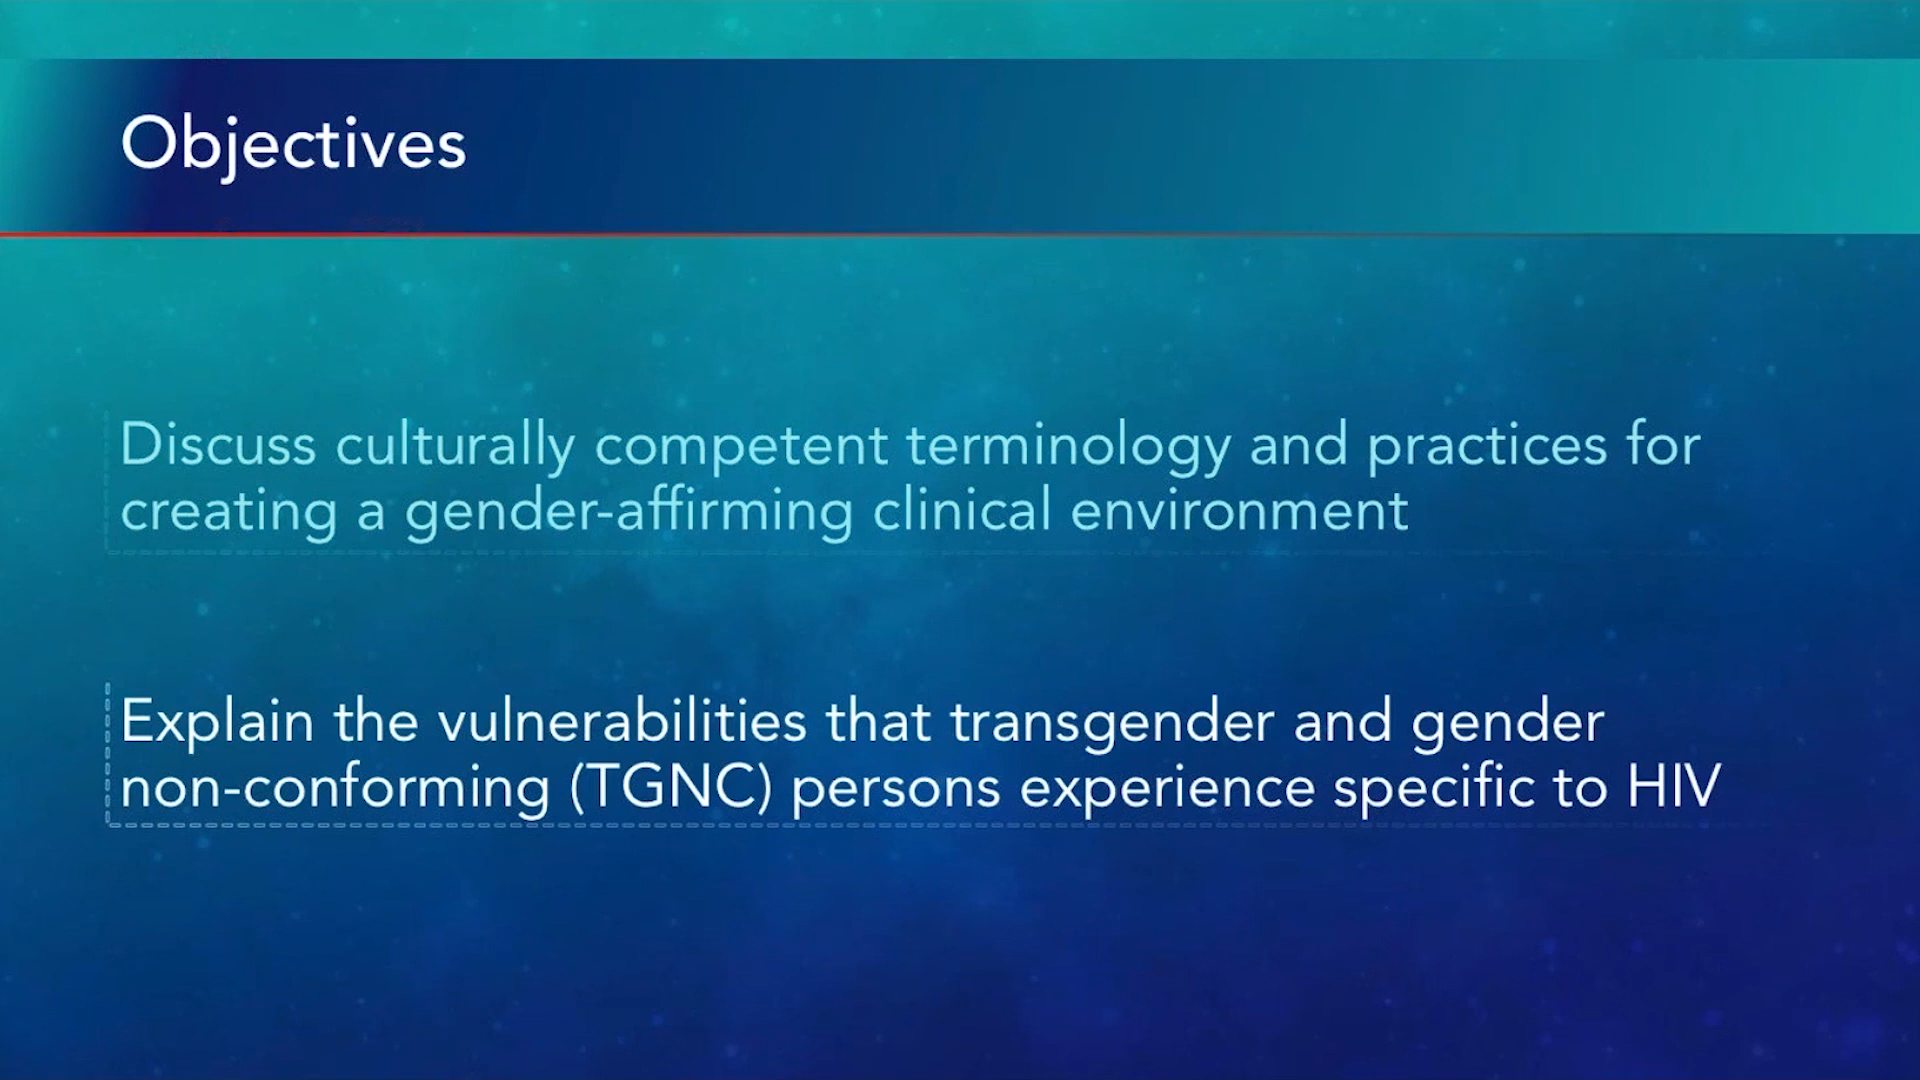 Objectives
Discuss culturally competent terminology and practices for
creating a gender-affirming clinical environment
Explain the vulnerabilities that transgender and gender
non-conforming (TGNC) persons experience specific to HIV